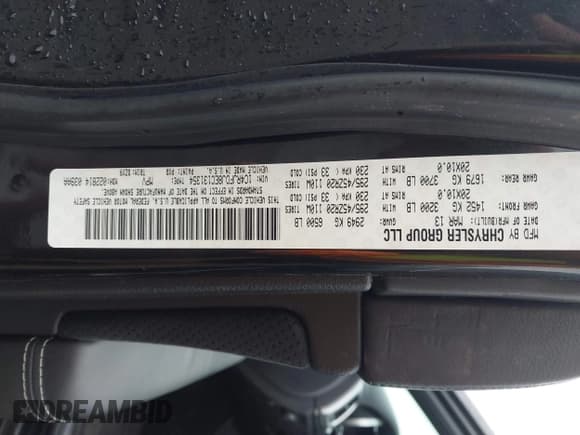 MFD BY CHRYSLER GROUP LLC
DATE OF MFR(BUILT): MAR 13 GVWR: 2949 KG 6500 LB
GAWR FRONT: 1452 KG 3200 LB 295/45ZR20 110W TIRES
20X10.0 RIMS AT 230 KPA( 33 PSI COLD
GAWR REAR: 1679 KG 3700 LB 295/45ZR20 110W TIRES
20X10.0 RIMS AT 230 KPA( 33 PSI COLD
THIS VEHICLE CONFORMS TO ALL APPLICABLE U.S.A. FEDERAL MOTOR VEHICLE SAFETY
STANDARDS IN EFFECT ON THE DATE OF MANUFACTURE SHOWN ABOVE.
VIN: TYPE: MPV
VEHICLE MADE IN U.S.A. PAINT:
DREAMBID